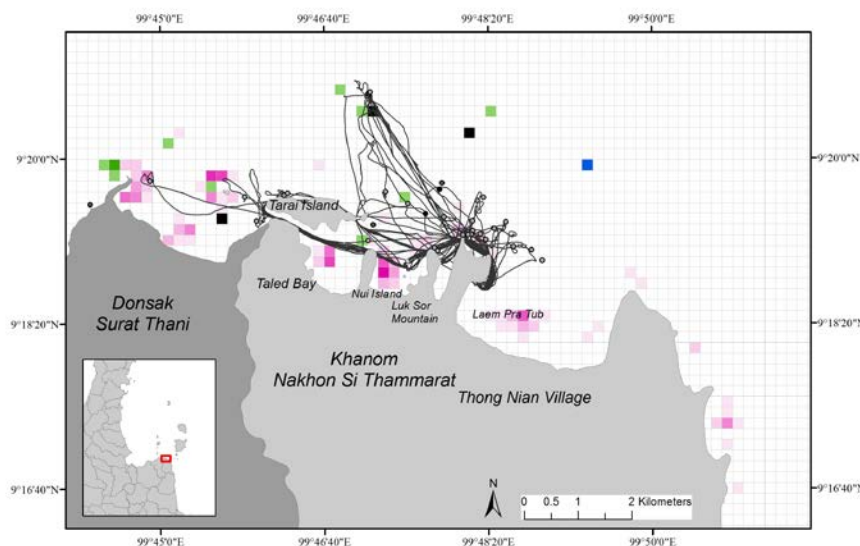 99°45'0"E 99°46'40"E 99°48'20"E 99°50'0"E
9°20'0"N 9°20'0"N
Tarai Island
Taled Bay
Nui Island
Luk Sor
Mountain
Laem Pra Tub
Donsak
Surat Thani
9°18'20"N 9°18'20"N
Khanom
Nakhon Si Thammarat
Thong Nian Village
N
0 0.5 1 2 Kilometers
9°16'40"N 9°16'40"N
99°45'0"E 99°46'40"E 99°48'20"E 99°50'0"E